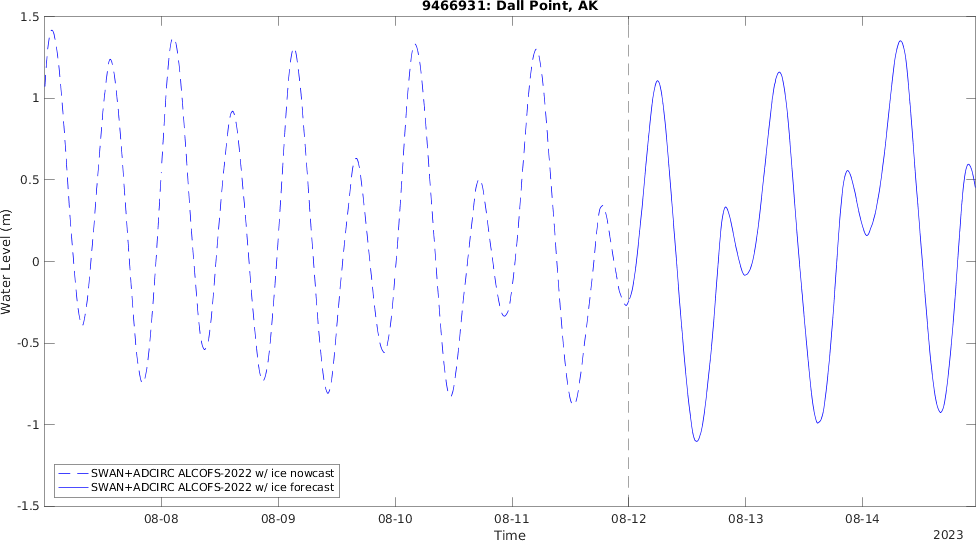 9466931: Dall Point, AK
1.5
1
0.5
0
-0.5
-1
-1.5
Water Level (m)
SWAN+ADCIRC ALCOFS-2022 w/ ice nowcast
SWAN+ADCIRC ALCOFS-2022 w/ ice forecast
08-08 08-09 08-10 08-11 08-12 08-13 08-14
Time
2023